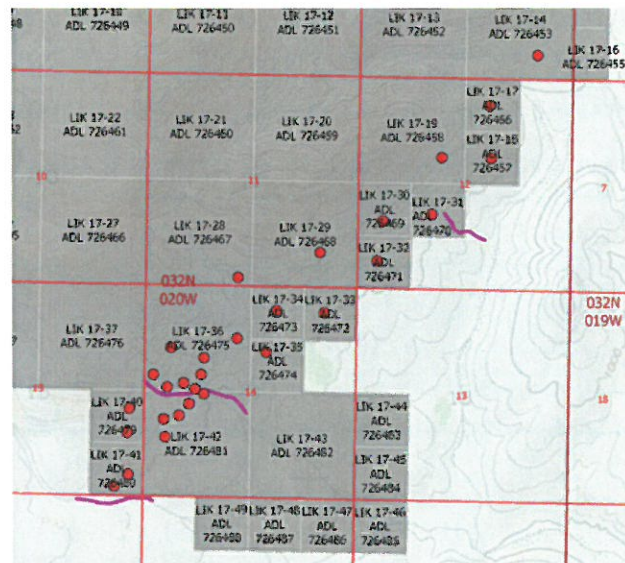 LIK 17-10
ADL 726449
LIK 17-11
ADL 726450
LIK 17-12
ADL 726451
LIK 17-13
ADL 726452
LIK 17-14
ADL 726453
LIK 17-16
ADL 726455
LIK 17-22
ADL 726461
LIK 17-21
ADL 726460
LIK 17-20
ADL 726459
LIK 17-19
ADL 726458
LIK 17-17
ADL
726456
LIK 17-18
ADL
726457
10
11
12
7
LIK 17-27
ADL 726466
LIK 17-28
ADL 726467
LIK 17-29
ADL 726468
LIK 17-30
ADL
726469
LIK 17-31
ADL
726470
LIK 17-32
ADL
726471
032N
020W
032N
019W
LIK 17-37
ADL 726476
LIK 17-36
ADL 726475
LIK 17-34
ADL
726473
LIK 17-33
ADL
726472
LIK 17-35
ADL
726474
15
13
18
LIK 17-40
ADL
726479
LIK 17-41
ADL
726480
LIK 17-42
ADL 726481
LIK 17-43
ADL 726482
LIK 17-44
ADL
726483
LIK 17-45
ADL
726484
LIK 17-49
ADL
726488
LIK 17-48
ADL
726487
LIK 17-47
ADL
726486
LIK 17-46
ADL
726485